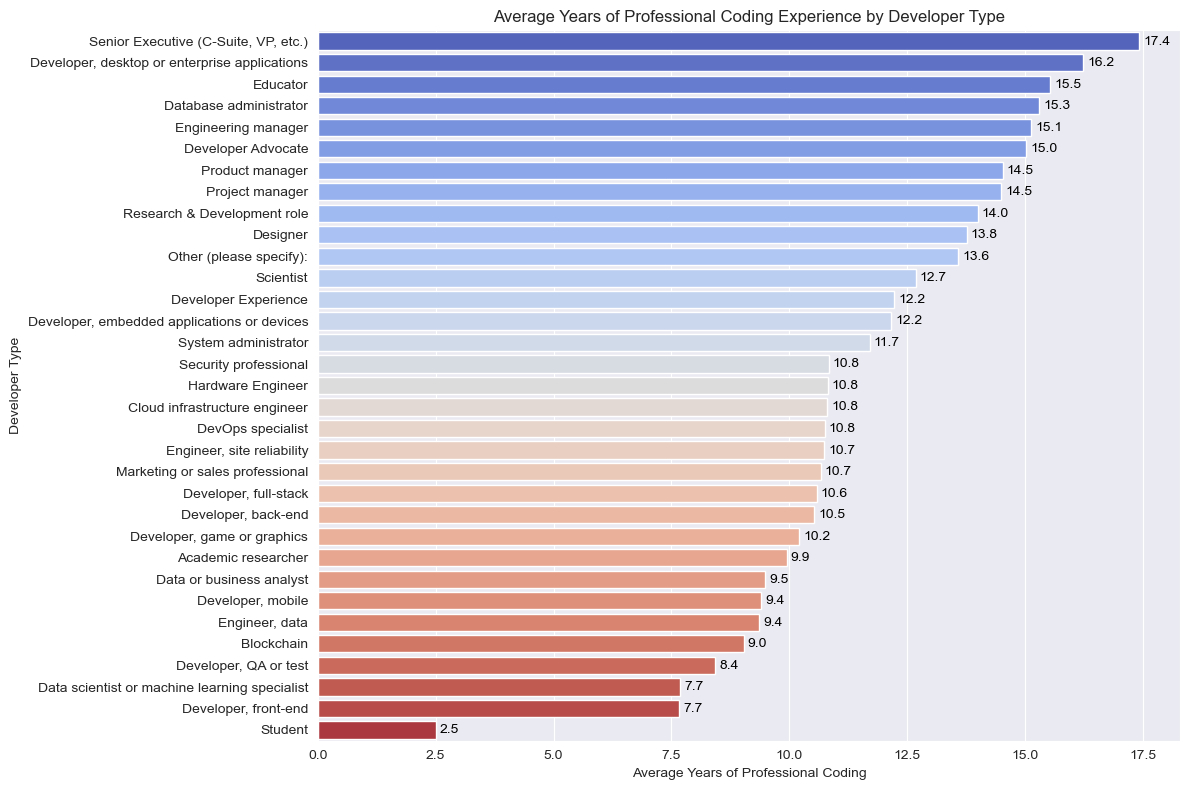 Average Years of Professional Coding Experience by Developer Type
Developer Type
Senior Executive (C-Suite, VP, etc.) 17.4
Developer, desktop or enterprise applications 16.2
Educator 15.5
Database administrator 15.3
Engineering manager 15.1
Developer Advocate 15.0
Product manager 14.5
Project manager 14.5
Research & Development role 14.0
Designer 13.8
Other (please specify): 13.6
Scientist 12.7
Developer Experience 12.2
Developer, embedded applications or devices 12.2
System administrator 11.7
Security professional 10.8
Hardware Engineer 10.8
Cloud infrastructure engineer 10.8
DevOps specialist 10.8
Engineer, site reliability 10.7
Marketing or sales professional 10.7
Developer, full-stack 10.6
Developer, back-end 10.5
Developer, game or graphics 10.2
Academic researcher 9.9
Data or business analyst 9.5
Developer, mobile 9.4
Engineer, data 9.4
Blockchain 9.0
Developer, QA or test 8.4
Data scientist or machine learning specialist 7.7
Developer, front-end 7.7
Student 2.5
0.0 2.5 5.0 7.5 10.0 12.5 15.0 17.5
Average Years of Professional Coding